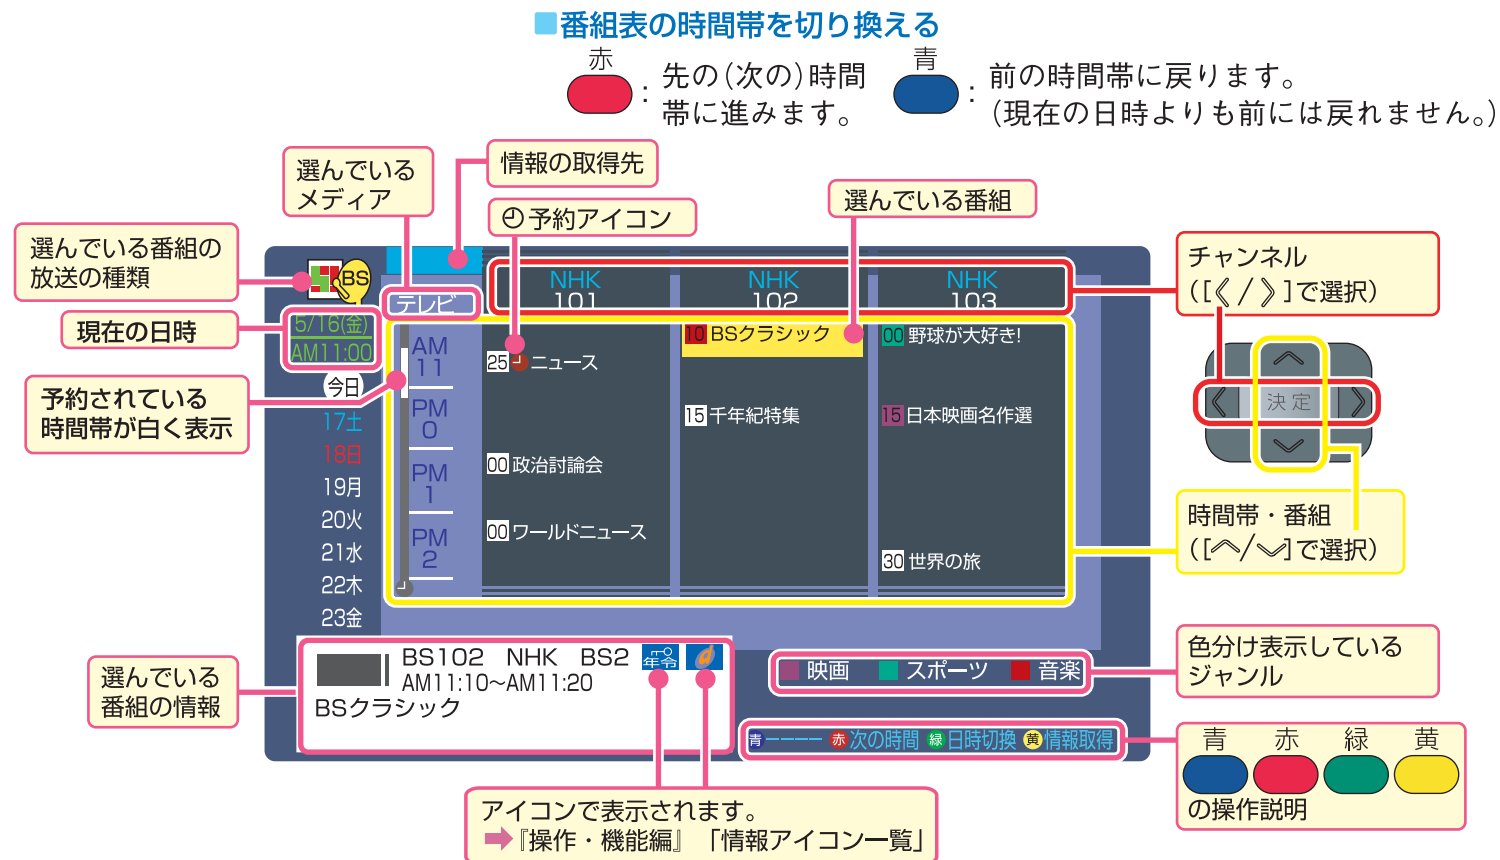 番組表の時間帯を切り換える
赤
：先の(次の)時間
帯に進みます。
青
：前の時間帯に戻ります。
(現在の日時よりも前には戻れません。)
選んでいる
メディア
情報の取得先
予約アイコン
選んでいる番組
選んでいる番組の
放送の種類
現在の日時
予約されている
時間帯が白く表示
選んでいる
番組の情報
チャンネル
([《/》]で選択)
決定
時間帯・番組
([︽/︾]で選択)
色分け表示している
ジャンル
青 赤 緑 黄
の操作説明
アイコンで表示されます。
➡『操作・機能編』「情報アイコン一覧」
BS
テレビ
5/16(金)
AM11:00
今日
17土
18日
19月
20火
21水
22木
23金
AM
11
PM
0
PM
1
PM
2
NHK
101
NHK
102
NHK
103
25 ニュース
00 政治討論会
00 ワールドニュース
10 BSクラシック
15 千年紀特集
00 野球が大好き!
15 日本映画名作選
30 世界の旅
BS102 NHK BS2
年令
d
AM11:10〜AM11:20
BSクラシック
映画 スポーツ 音楽
青---- 赤次の時間 緑日時切換 黄情報取得